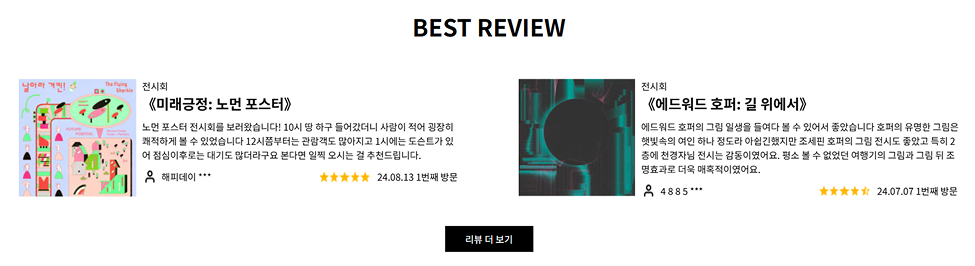 BEST REVIEW
날아라 거킨!
The Flying Gherkin
전시회
《미래긍정: 노먼 포스터》
노먼 포스터 전시회를 보러왔습니다! 10시 땅 하구 들어갔더니 사람이 적어 굉장히
쾌적하게 볼 수 있었습니다 12시쯤부터는 관람객도 많아지고 1시에는 도슨트가 있
어 점심이후로는 대기도 많더라구요 본다면 일찍 오시는 걸 추천드립니다.
해피데이 *** 24.08.13 1번째 방문
전시회
《에드워드 호퍼: 길 위에서》
에드워드 호퍼의 그림 일생을 들여다 볼 수 있어서 좋았습니다 호퍼의 유명한 그림은
햇빛속의 여인 하나 정도라 아쉽긴했지만 조세핀 호퍼의 그림 전시도 좋았고 특히 2
층에 천경자님 전시는 감동이였어요. 평소 볼 수 없었던 여행기의 그림과 그림 뒤 조
명효과로 더욱 매혹적이였어요.
4 8 8 5 *** 24.07.07 1번째 방문
리뷰 더 보기